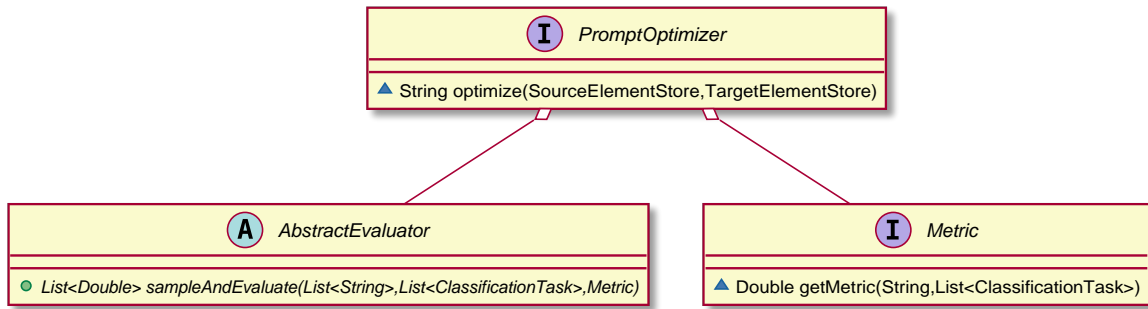 I PromptOptimizer
String optimize(SourceElementStore,TargetElementStore)
A AbstractEvaluator
List<Double> sampleAndEvaluate(List<String>,List<ClassificationTask>,Metric)
I Metric
Double getMetric(String,List<ClassificationTask>)